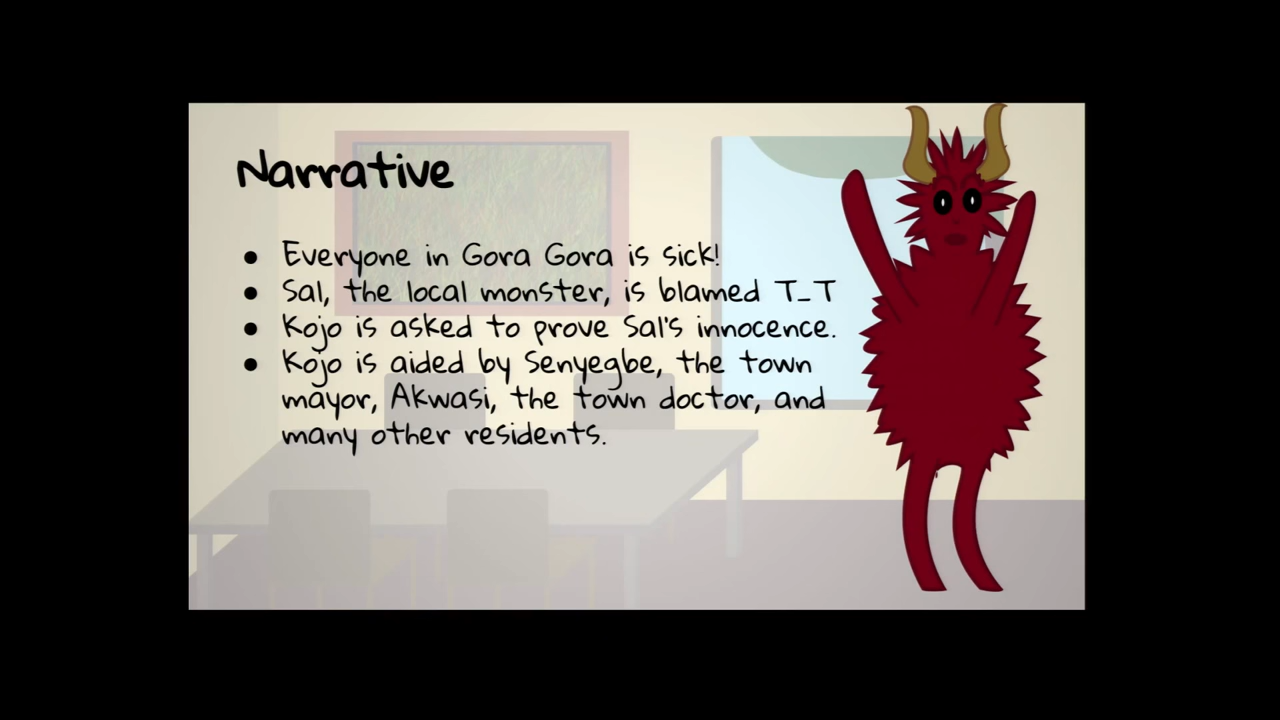 Narrative
● Everyone in Gora Gora is sick!
● Sal, the local monster, is blamed T_T
● Kojo is asked to prove Sal's innocence.
● Kojo is aided by Senyegbe, the town
mayor, Akwasi, the town doctor, and
many other residents.